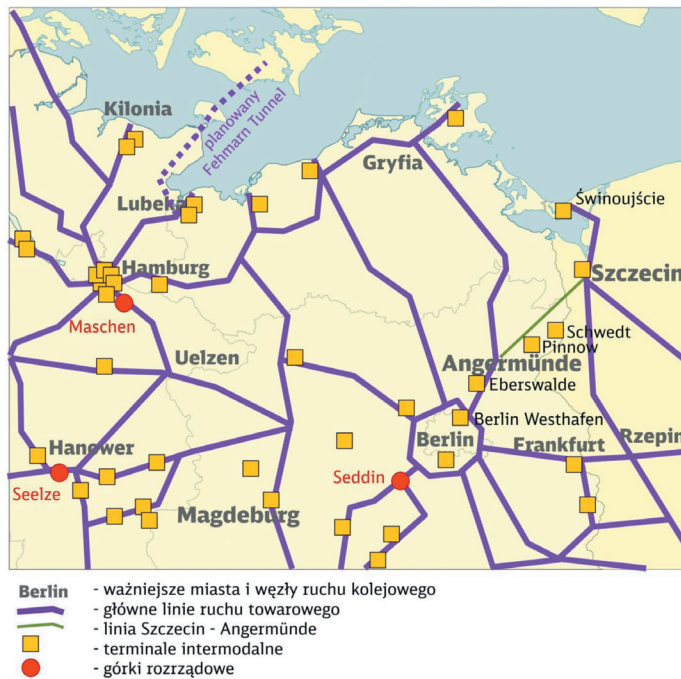 Kilonia
planowany
Fehmarn Tunnel
Gryfia
Lubeka
Świnoujście
Hamburg
Szczecin
Maschen
Schwedt
Pinnow
Uelzen
Angermünde
Eberswalde
Berlin Westhafen
Hanower
Berlin
Frankfurt
Rzepin
Seelze
Seddin
Magdeburg
Berlin - ważniejsze miasta i węzły ruchu kolejowego
- główne linie ruchu towarowego
- linia Szczecin - Angermünde
- terminale intermodalne
- górki rozrządowe